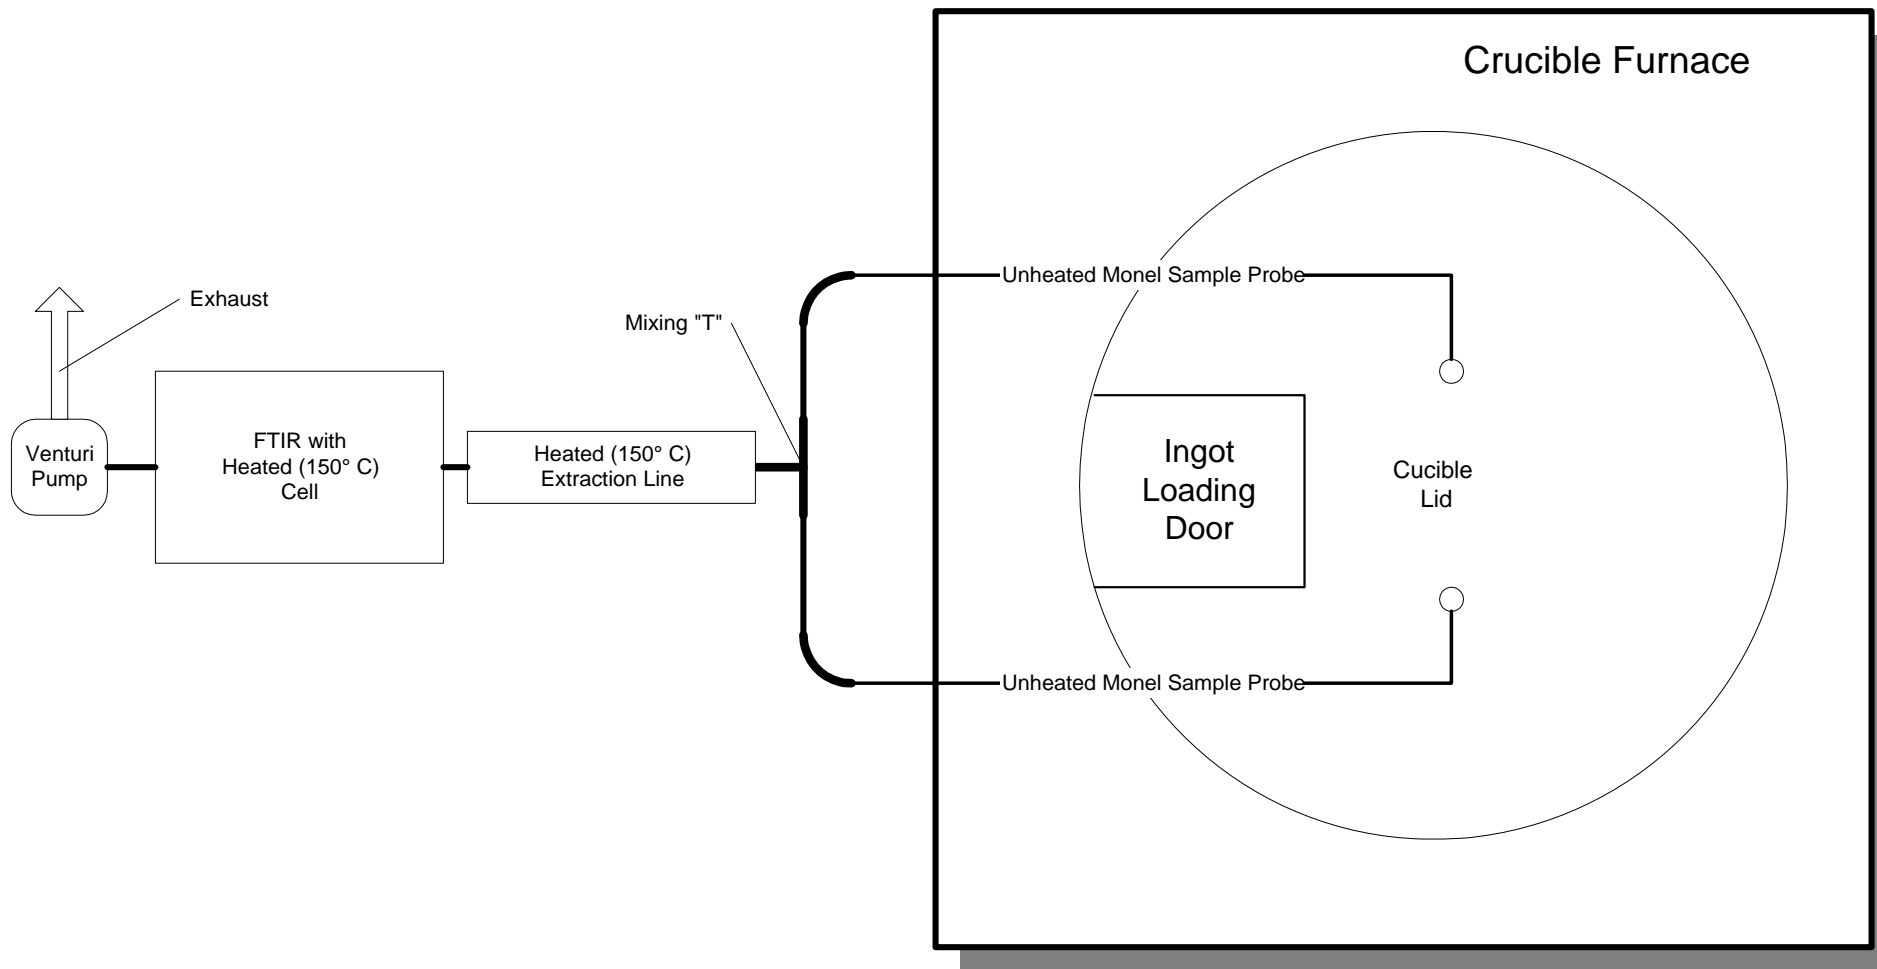 Crucible Furnace
Unheated Monel Sample Probe
Exhaust
Mixing "T"
Venturi
Pump
FTIR with
Heated (150° C)
Cell
Heated (150° C)
Extraction Line
Ingot
Loading
Door
Cucible
Lid
Unheated Monel Sample Probe